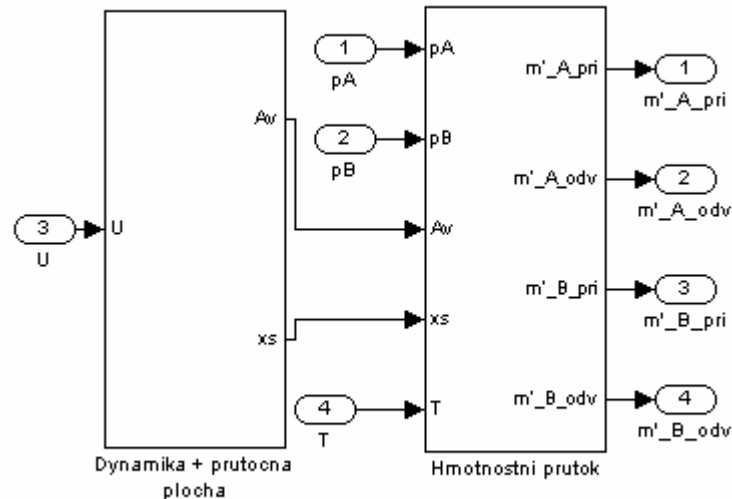 3
U
U
Av
xs
Dynamika + prutocna
plocha
1
pA
2
pB
4
T
pA
pB
Av
xs
T
m'_A_pri
m'_A_odv
m'_B_pri
m'_B_odv
Hmotnostni prutok
1
m'_A_pri
2
m'_A_odv
3
m'_B_pri
4
m'_B_odv